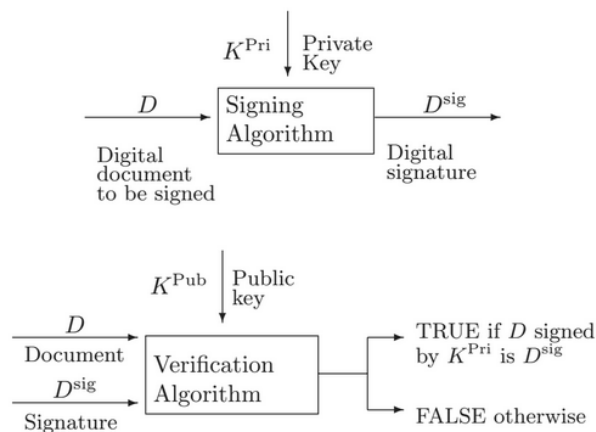 K^Pri Private
Key
D
Signing
Algorithm
D^sig
Digital
document
to be signed
Digital
signature
K^Pub Public
key
D
Document
D^sig
Signature
Verification
Algorithm
TRUE if D signed
by K^Pri is D^sig
FALSE otherwise